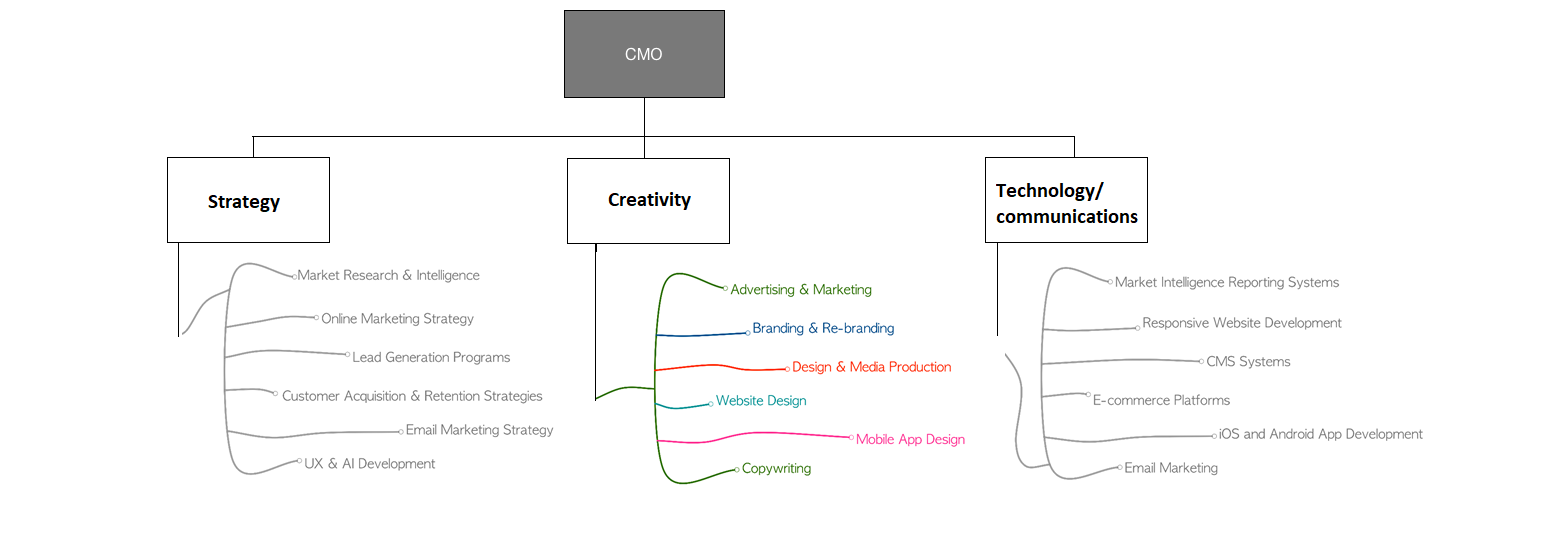 CMO
Strategy
Creativity
Technology/
communications
Market Research & Intelligence
Online Marketing Strategy
Lead Generation Programs
Customer Acquisition & Retention Strategies
Email Marketing Strategy
UX & AI Development
Advertising & Marketing
Branding & Re-branding
Design & Media Production
Website Design
Mobile App Design
Copywriting
Market Intelligence Reporting Systems
Responsive Website Development
CMS Systems
E-commerce Platforms
iOS and Android App Development
Email Marketing